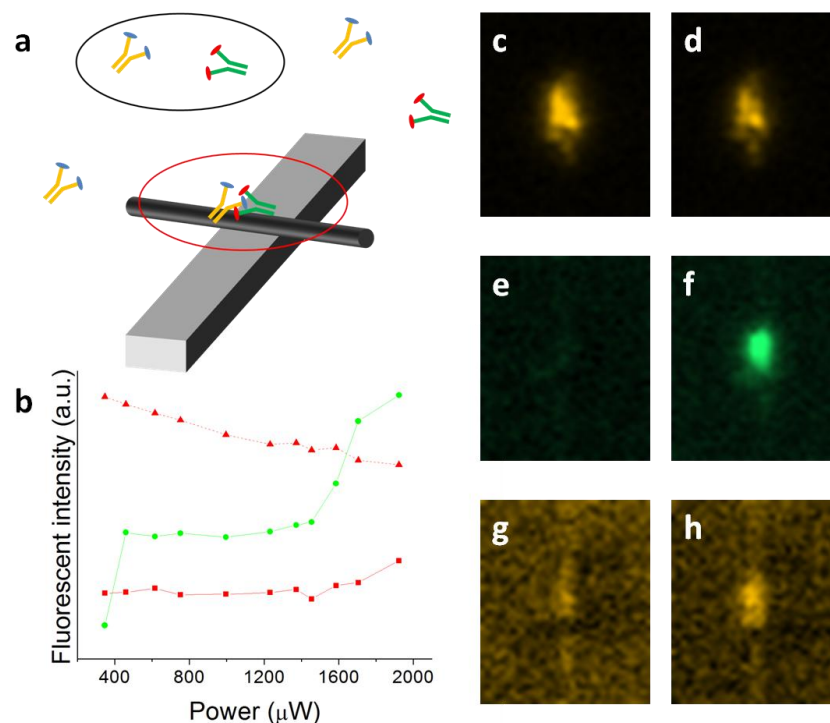 a
b
Fluorescent intensity (a.u.)
400 800 1200 1600 2000
Power (μW)
c
d
e
f
g
h